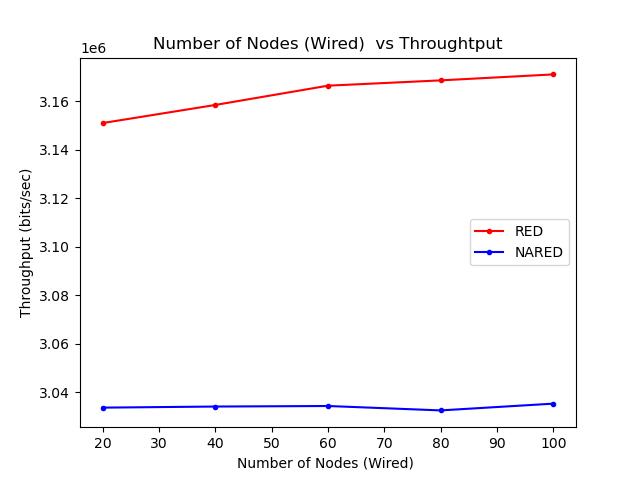 Number of Nodes (Wired)  vs Throughtput
1e6
3.16
3.14
3.12
3.10
3.08
3.06
3.04
Throughput (bits/sec)
RED
NARED
20 30 40 50 60 70 80 90 100
Number of Nodes (Wired)